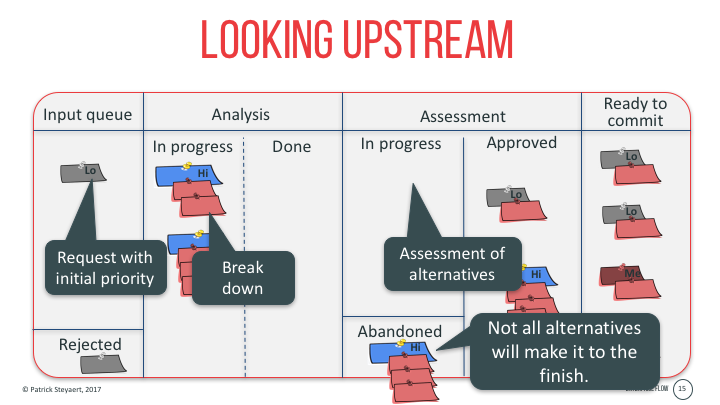 LOOKING UPSTREAM
Input queue
Analysis
Assessment
Ready to
commit
In progress
Done
In progress
Approved
Lo
Hi
Lo
Lo
Lo
Me
Hi
Request with
initial priority
Break
down
Assessment of
alternatives
Rejected
Abandoned
Hi
Not all alternatives
will make it to the
finish.
© Patrick Steyaert, 2017
FLOW
15